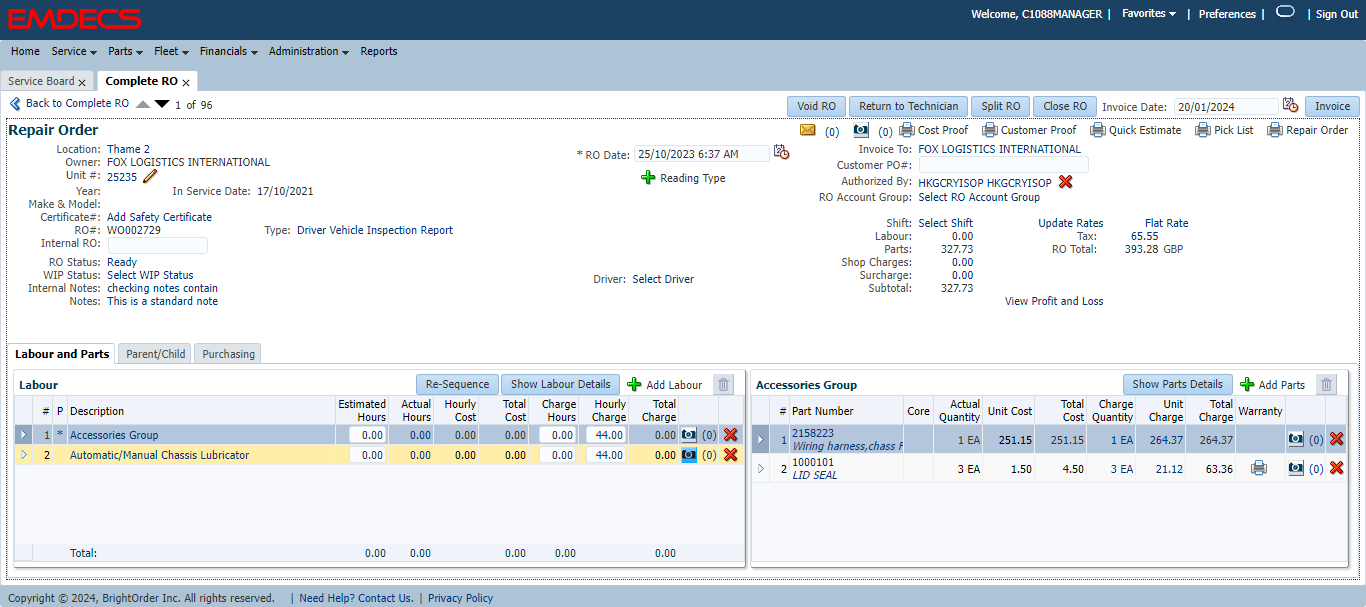 EMDECS
Welcome, C1088MANAGER | Favorites | Preferences | | Sign Out
Home Service Parts Fleet Financials Administration Reports
Service Board x Complete RO x
Back to Complete RO 1 of 96 Void RO Return to Technician Split RO Close RO Invoice Date: 20/01/2024 Invoice
Repair Order (0) (0) Cost Proof Customer Proof Quick Estimate Pick List Repair Order
Location: Thame 2 * RO Date: 25/10/2023 6:37 AM Invoice To: FOX LOGISTICS INTERNATIONAL
Owner: FOX LOGISTICS INTERNATIONAL Customer PO#:
Unit #: 25235 Reading Type Authorized By: HKGCRYISOP HKGCRYISOP
Year: In Service Date: 17/10/2021 RO Account Group: Select RO Account Group
Make & Model:
Certificate#: Add Safety Certificate Shift: Select Shift Update Rates Flat Rate
RO#: WO002729 Type: Driver Vehicle Inspection Report Labour: 0.00 Tax: 65.55
Internal RO: Parts: 327.73 RO Total: 393.28 GBP
RO Status: Ready Shop Charges: 0.00
WIP Status: Select WIP Status Driver: Select Driver Surcharge: 0.00
Internal Notes: checking notes contain Subtotal: 327.73
Notes: This is a standard note View Profit and Loss
Labour and Parts Parent/Child Purchasing
Labour Re-Sequence Show Labour Details Add Labour
# P Description Estimated Hours Actual Hours Hourly Cost Total Cost Charge Hours Hourly Charge Total Charge
1 * Accessories Group 0.00 0.00 0.00 0.00 0.00 44.00 0.00 (0)
2 Automatic/Manual Chassis Lubricator 0.00 0.00 0.00 0.00 0.00 44.00 0.00 (0)
Total: 0.00 0.00 0.00 0.00 0.00
Accessories Group Show Parts Details Add Parts
# Part Number Core Actual Quantity Unit Cost Total Cost Charge Quantity Unit Charge Total Charge Warranty
1 2158223 1 EA 251.15 251.15 1 EA 264.37 264.37 (0)
Wiring harness,chass F
2 1000101 3 EA 1.50 4.50 3 EA 21.12 63.36 (0)
LID SEAL
Copyright © 2024, BrightOrder Inc. All rights reserved. | Need Help? Contact Us. | Privacy Policy